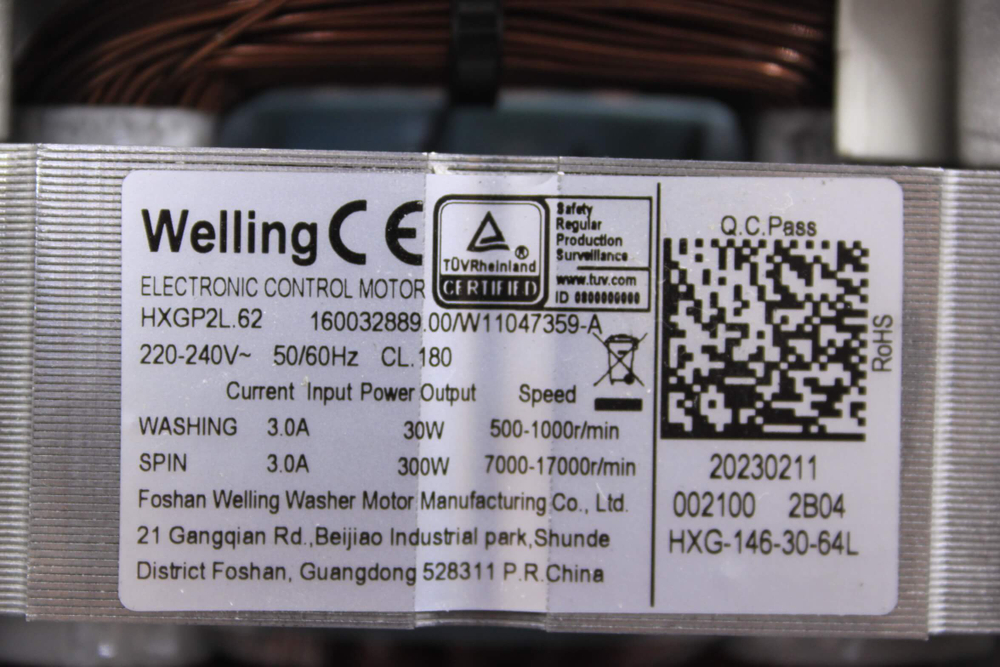 Welling CE
TÜVRheinland ®
CERTIFIED
Safety
Regular
Production
Surveillance
www.tuv.com
ID 0800000000
ELECTRONIC CONTROL MOTOR
HXGP2L.62 160032889.00/W11047359-A
220-240V~ 50/60Hz CL.180
Current Input Power Output Speed
WASHING 3.0A 30W 500-1000r/min
SPIN 3.0A 300W 7000-17000r/min
Foshan Welling Washer Motor Manufacturing Co., Ltd.
21 Gangqian Rd.,Beijiao Industrial park,Shunde
District Foshan, Guangdong 528311 P.R.China
Q.C.Pass
RoHS
20230211
002100 2B04
HXG-146-30-64L